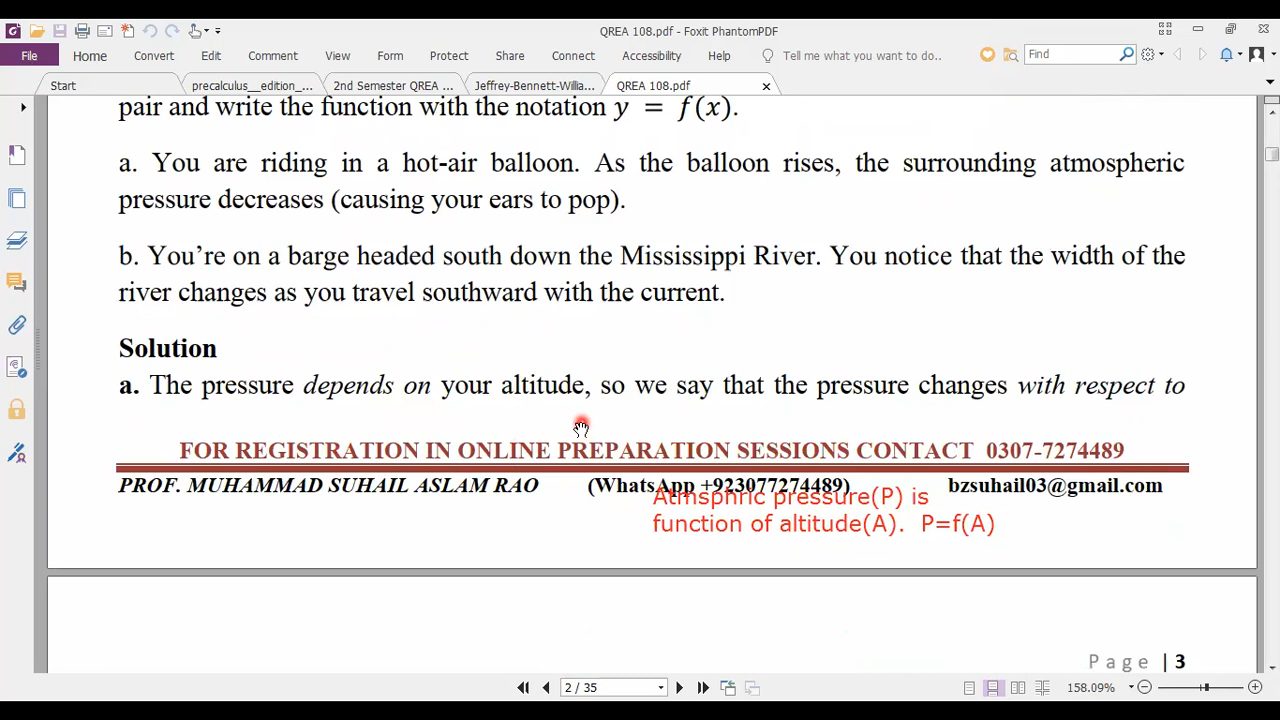 QREA 108.pdf - Foxit PhantomPDF
File Home Convert Edit Comment View Form Protect Share Connect Accessibility Help Tell me what you want to do.. Find
Start precalculus__edition_... 2nd Semester QREA ... Jeffrey-Bennett-Willia... QREA 108.pdf
pair and write the function with the notation y = f(x).
a. You are riding in a hot-air balloon. As the balloon rises, the surrounding atmospheric
pressure decreases (causing your ears to pop).
b. You’re on a barge headed south down the Mississippi River. You notice that the width of the
river changes as you travel southward with the current.
Solution
a. The pressure depends on your altitude, so we say that the pressure changes with respect to
FOR REGISTRATION IN ONLINE PREPARATION SESSIONS CONTACT 0307-7274489
PROF. MUHAMMAD SUHAIL ASLAM RAO (WhatsApp +923077274489) bzsuhail03@gmail.com
Atmsphric pressure(P) is
function of altitude(A). P=f(A)
Page | 3
2 / 35 158.09%